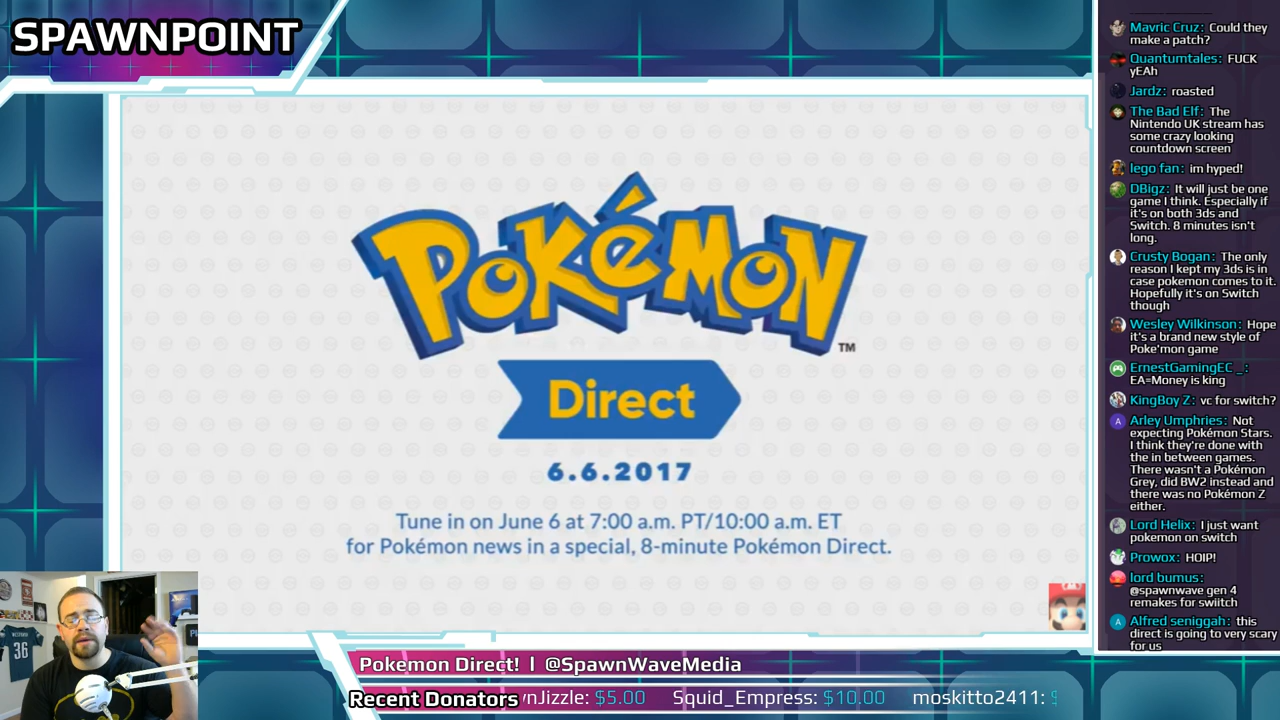 SPAWNPOINT
POKéMON
TM
Direct
6.6.2017
Tune in on June 6 at 7:00 a.m. PT/10:00 a.m. ET
for Pokémon news in a special, 8-minute Pokémon Direct.
36
Pokemon Direct! | @SpawnWaveMedia
Recent Donators
nJizzle: $5.00 Squid_Empress: $10.00 moskitto2411: $
Mavric Cruz: Could they
make a patch?
Quantumtales: FUCK
yEAh
Jardz: roasted
The Bad Elf: The
Nintendo UK stream has
some crazy looking
countdown screen
lego fan: im hyped!
DBigz: It will just be one
game I think. Especially if
it's on both 3ds and
Switch. 8 minutes isn't
long.
Crusty Bogan: The only
reason I kept my 3ds is in
case pokemon comes to it.
Hopefully it's on Switch
though
Wesley Wilkinson: Hope
it's a brand new style of
Poke'mon game
ErnestGamingEC _:
EA=Money is king
KingBoy Z: vc for switch?
A
Arley Umphries: Not
expecting Pokémon Stars.
I think they're done with
the in between games.
There wasn't a Pokémon
Grey, did BW2 instead and
there was no Pokémon Z
either.
Lord Helix: I just want
pokemon on switch
Prowox: HOIP!
lord bumus:
@spawnwave gen 4
remakes for swiitch
A
Alfred seniggah: this
direct is going to very scary
for us